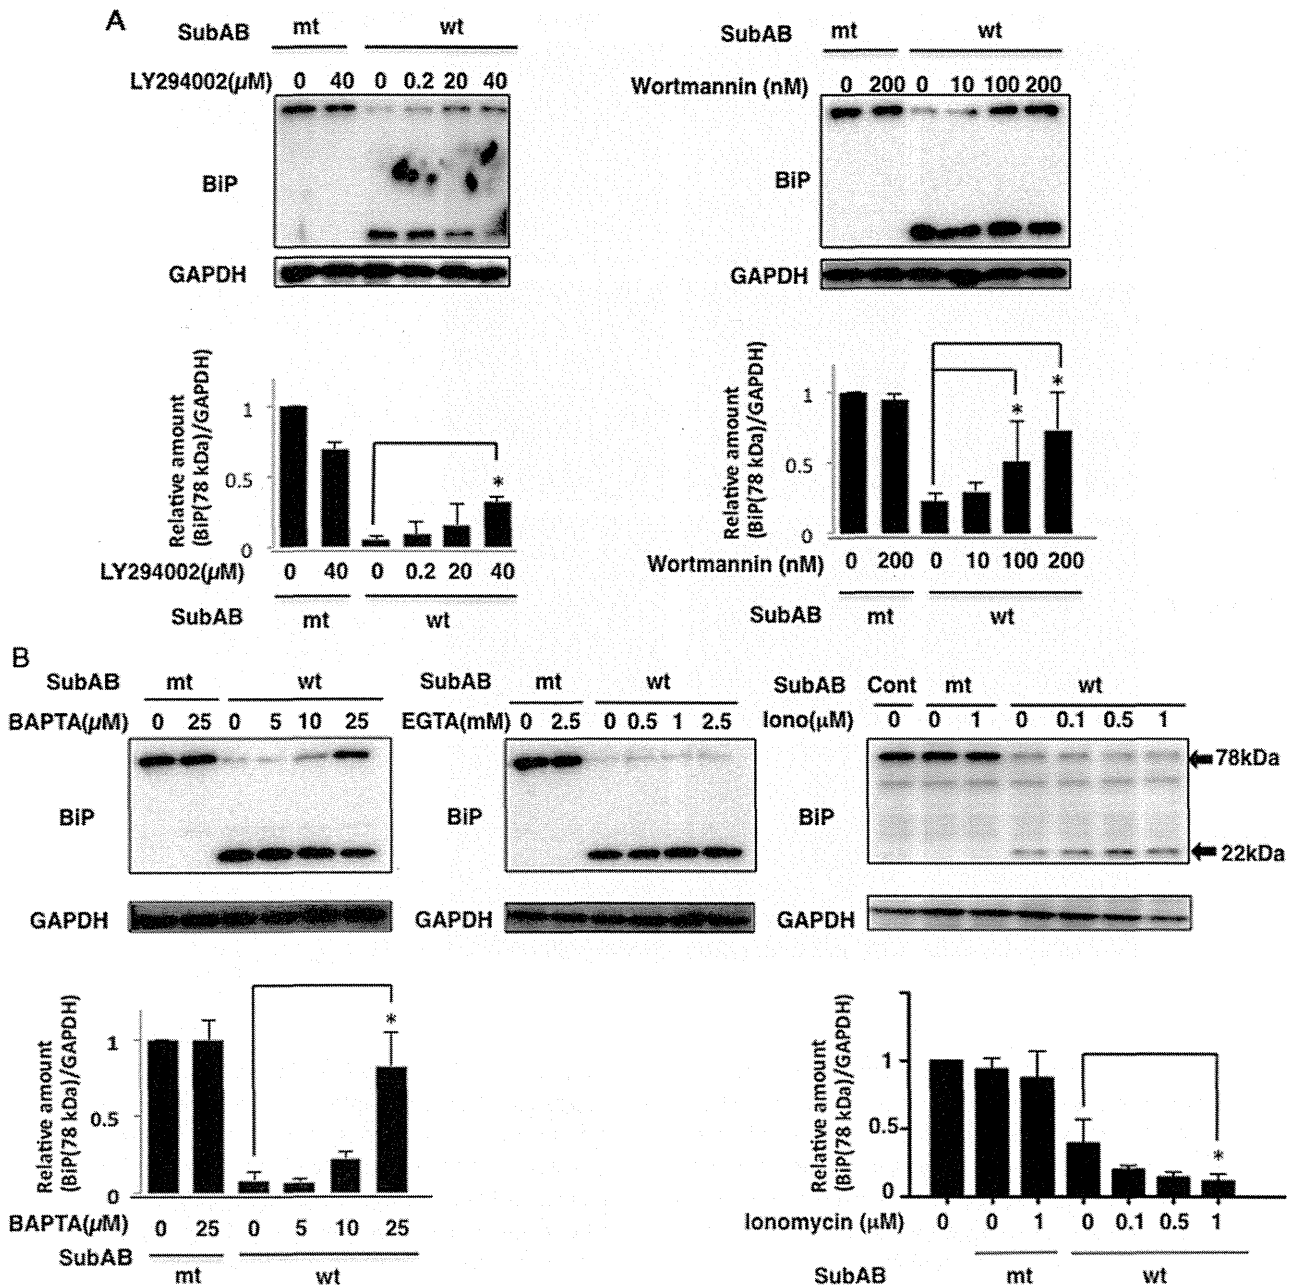 A
SubAB mt wt
LY294002(μM) 0 40 0 0.2 20 40
BiP
GAPDH
Relative amount
(BiP(78 kDa)/GAPDH)
1
0.5
0
*
LY294002(μM) 0 40 0 0.2 20 40
SubAB mt wt
SubAB mt wt
Wortmannin (nM) 0 200 0 10 100 200
BiP
GAPDH
Relative amount
(BiP(78 kDa)/GAPDH)
1
0.5
0
* *
Wortmannin (nM) 0 200 0 10 100 200
SubAB mt wt
B
SubAB mt wt
BAPTA(μM) 0 25 0 5 10 25
BiP
GAPDH
SubAB mt wt
EGTA(mM) 0 2.5 0 0.5 1 2.5
BiP
GAPDH
SubAB Cont mt wt
Iono(μM) 0 0 1 0 0.1 0.5 1
78kDa
BiP
22kDa
GAPDH
Relative amount
(BiP(78 kDa)/GAPDH)
1
0.5
0
*
BAPTA(μM) 0 25 0 5 10 25
SubAB
mt wt
Relative amount
(BiP(78 kDa)/GAPDH)
1
0.5
0
*
Ionomycin (μM) 0 0 1 0 0.1 0.5 1
SubAB mt wt